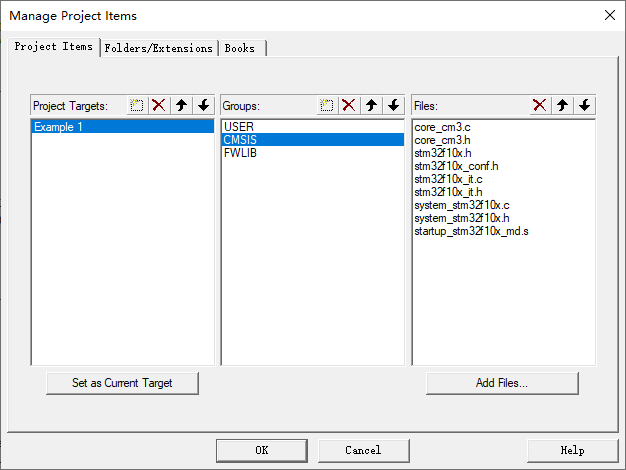 Manage Project Items
Project Items Folders/Extensions Books
Project Targets: Groups: Files:
Example 1
USER
CMSIS
FWLIB
core_cm3.c
core_cm3.h
stm32f10x.h
stm32f10x_conf.h
stm32f10x_it.c
stm32f10x_it.h
system_stm32f10x.c
system_stm32f10x.h
startup_stm32f10x_md.s
Set as Current Target Add Files...
OK Cancel Help